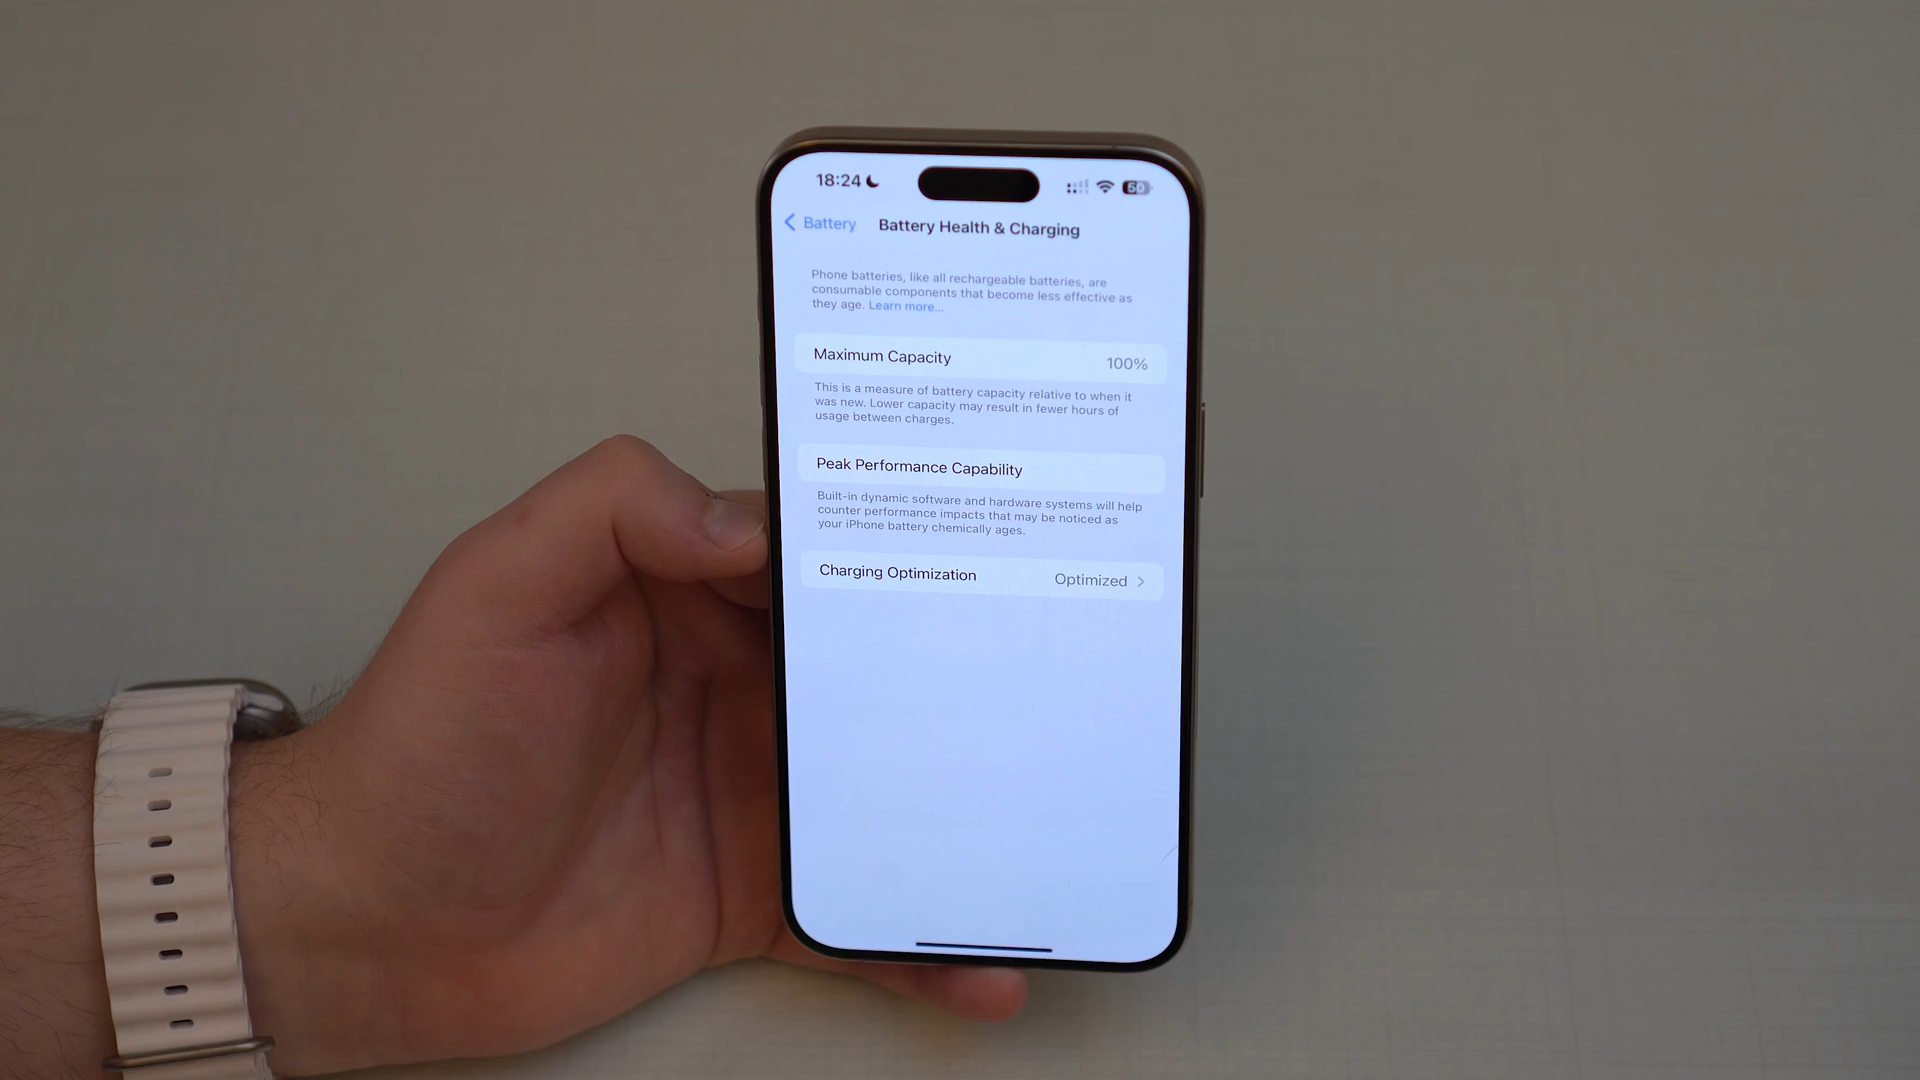 18:24
50
Battery
Battery Health & Charging
Phone batteries, like all rechargeable batteries, are
consumable components that become less effective as
they age. Learn more...
Maximum Capacity 100%
This is a measure of battery capacity relative to when it
was new. Lower capacity may result in fewer hours of
usage between charges.
Peak Performance Capability
Built-in dynamic software and hardware systems will help
counter performance impacts that may be noticed as
your iPhone battery chemically ages.
Charging Optimization Optimized